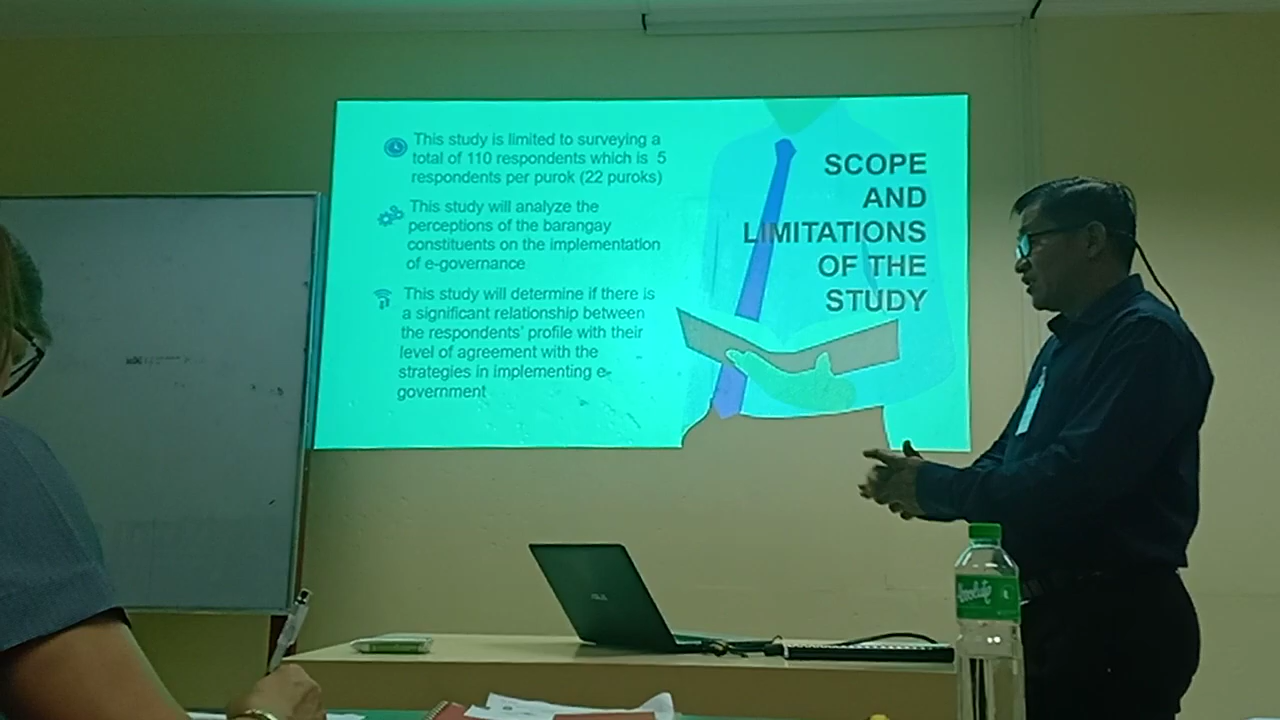 This study is limited to surveying a
total of 110 respondents which is 5
respondents per purok (22 puroks)
This study will analyze the
perceptions of the barangay
constituents on the implementation
of e-governance
This study will determine if there is
a significant relationship between
the respondents' profile with their
level of agreement with the
strategies in implementing e-
government
SCOPE
AND
LIMITATIONS
OF THE
STUDY
ASUS
absolute